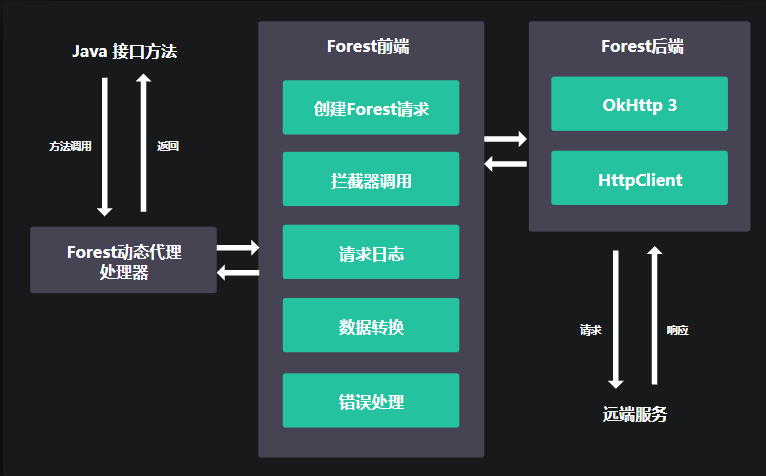 Java 接口方法
方法调用
返回
Forest动态代理
处理器
Forest前端
创建Forest请求
拦截器调用
请求日志
数据转换
错误处理
Forest后端
OkHttp 3
HttpClient
请求
响应
远端服务